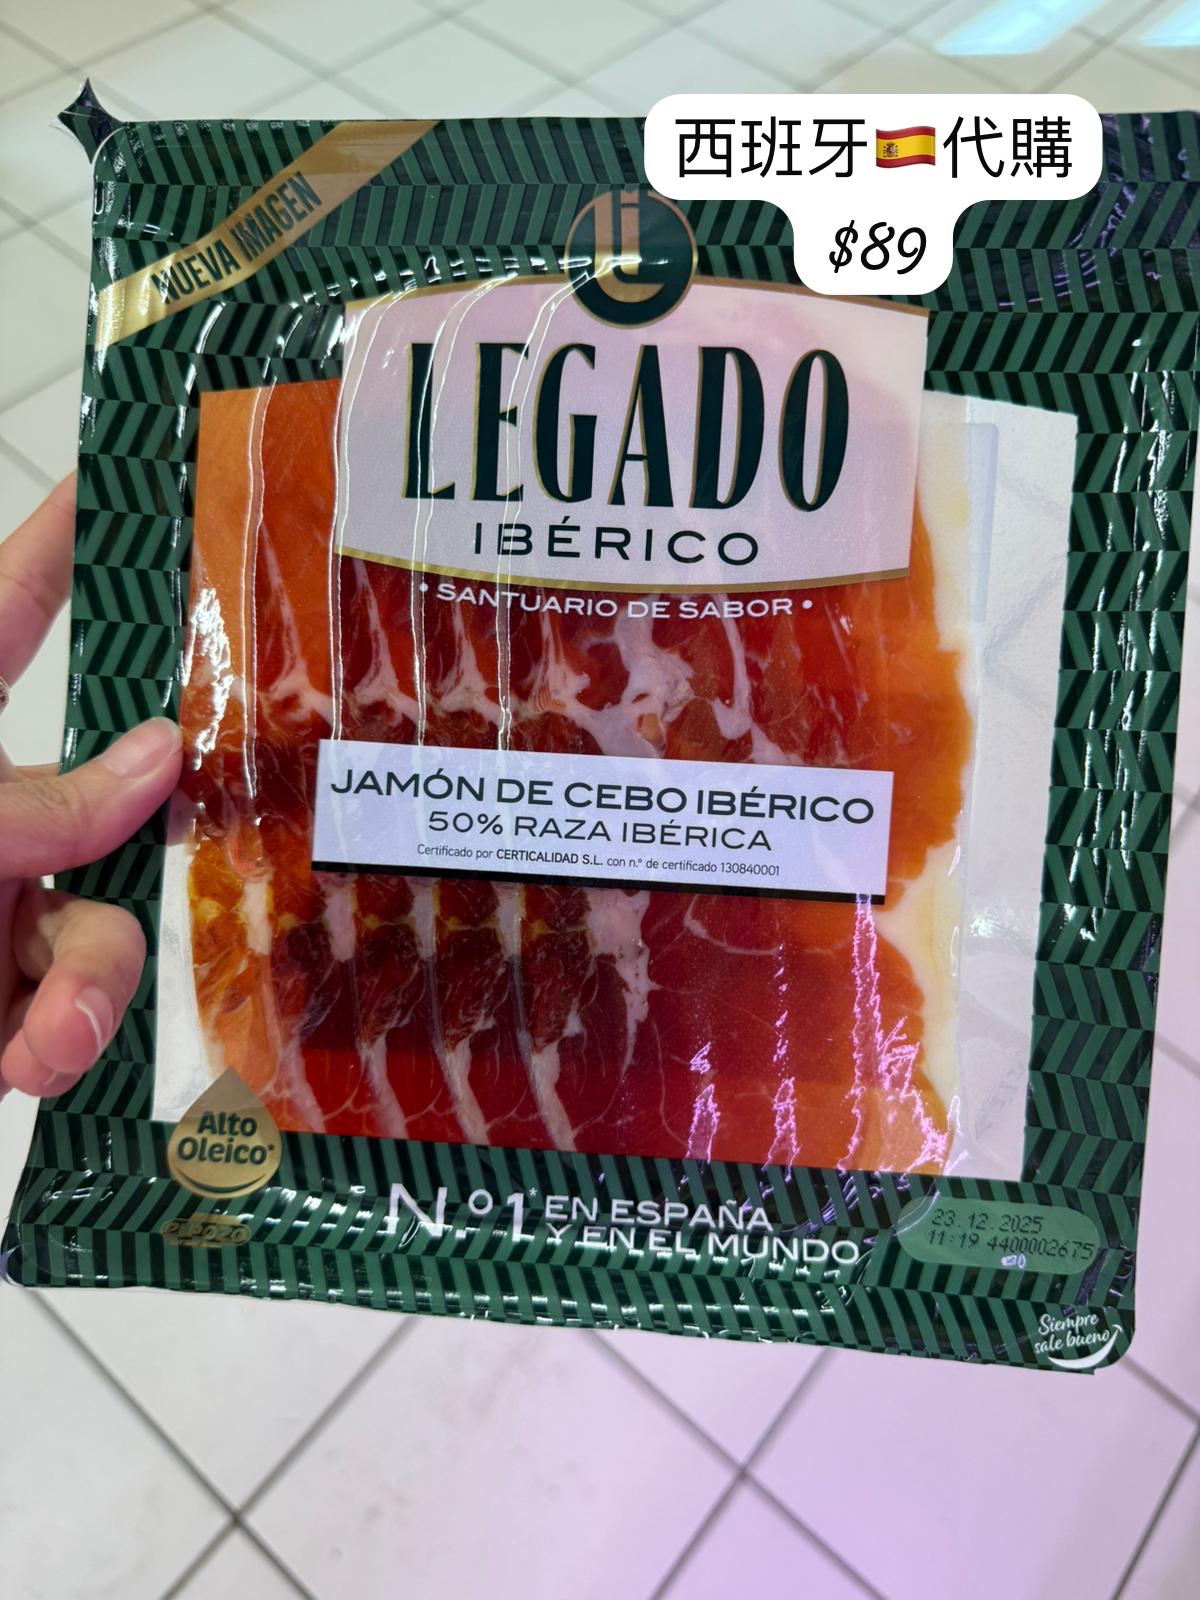 西班牙🇪🇸代購
$89
NUEVA IMAGEN
LEGADO
IBÉRICO
• SANTUARIO DE SABOR •
JAMÓN DE CEBO IBÉRICO
50% RAZA IBÉRICA
Certificado por CERTICALIDAD S.L. con n.º de certificado 130840001
Alto
Oleico*
ELPOZO
N.º1* EN ESPAÑA
Y EN EL MUNDO
23.12.2025
11:19 4400002675
Siempre
sale bueno